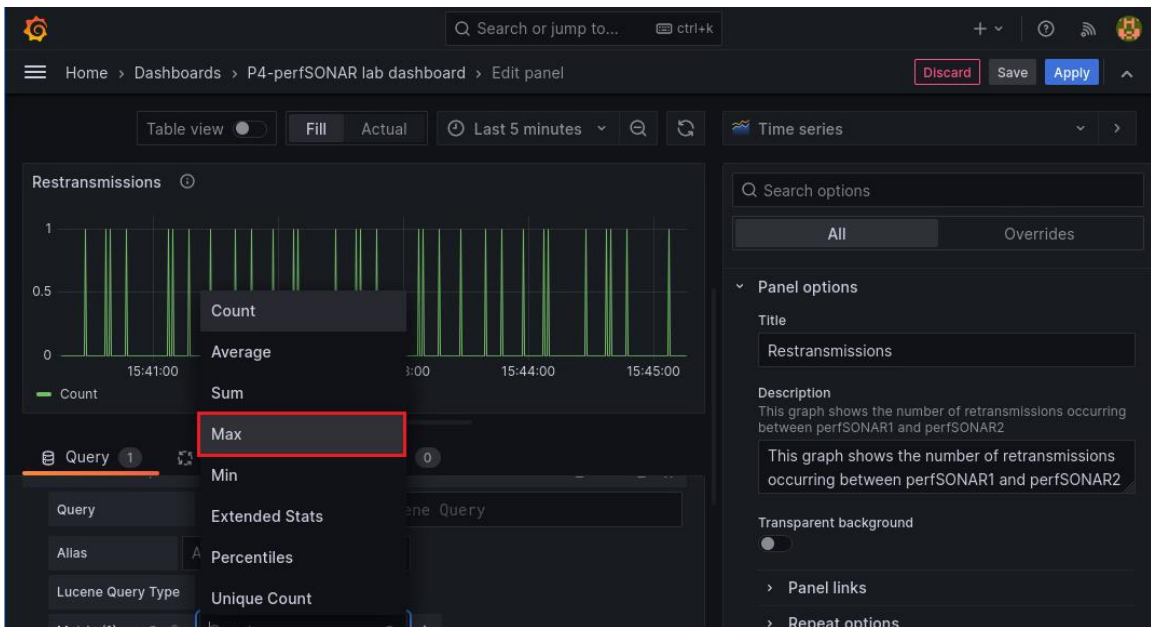 Search or jump to... ctrl+k
Home › Dashboards › P4-perfSONAR lab dashboard › Edit panel
Discard Save Apply
Table view Fill Actual Last 5 minutes
Time series
Restransmissions
1
0.5
0
15:41:00 3:00 15:44:00 15:45:00
Count
Count
Average
Sum
Max
Min
Extended Stats
Percentiles
Unique Count
Query 1 0
Query ene Query
Alias A
Lucene Query Type
Search options
All Overrides
Panel options
Title
Restransmissions
Description
This graph shows the number of retransmissions occurring
between perfSONAR1 and perfSONAR2
This graph shows the number of retransmissions
occurring between perfSONAR1 and perfSONAR2
Transparent background
Panel links
Repeat options